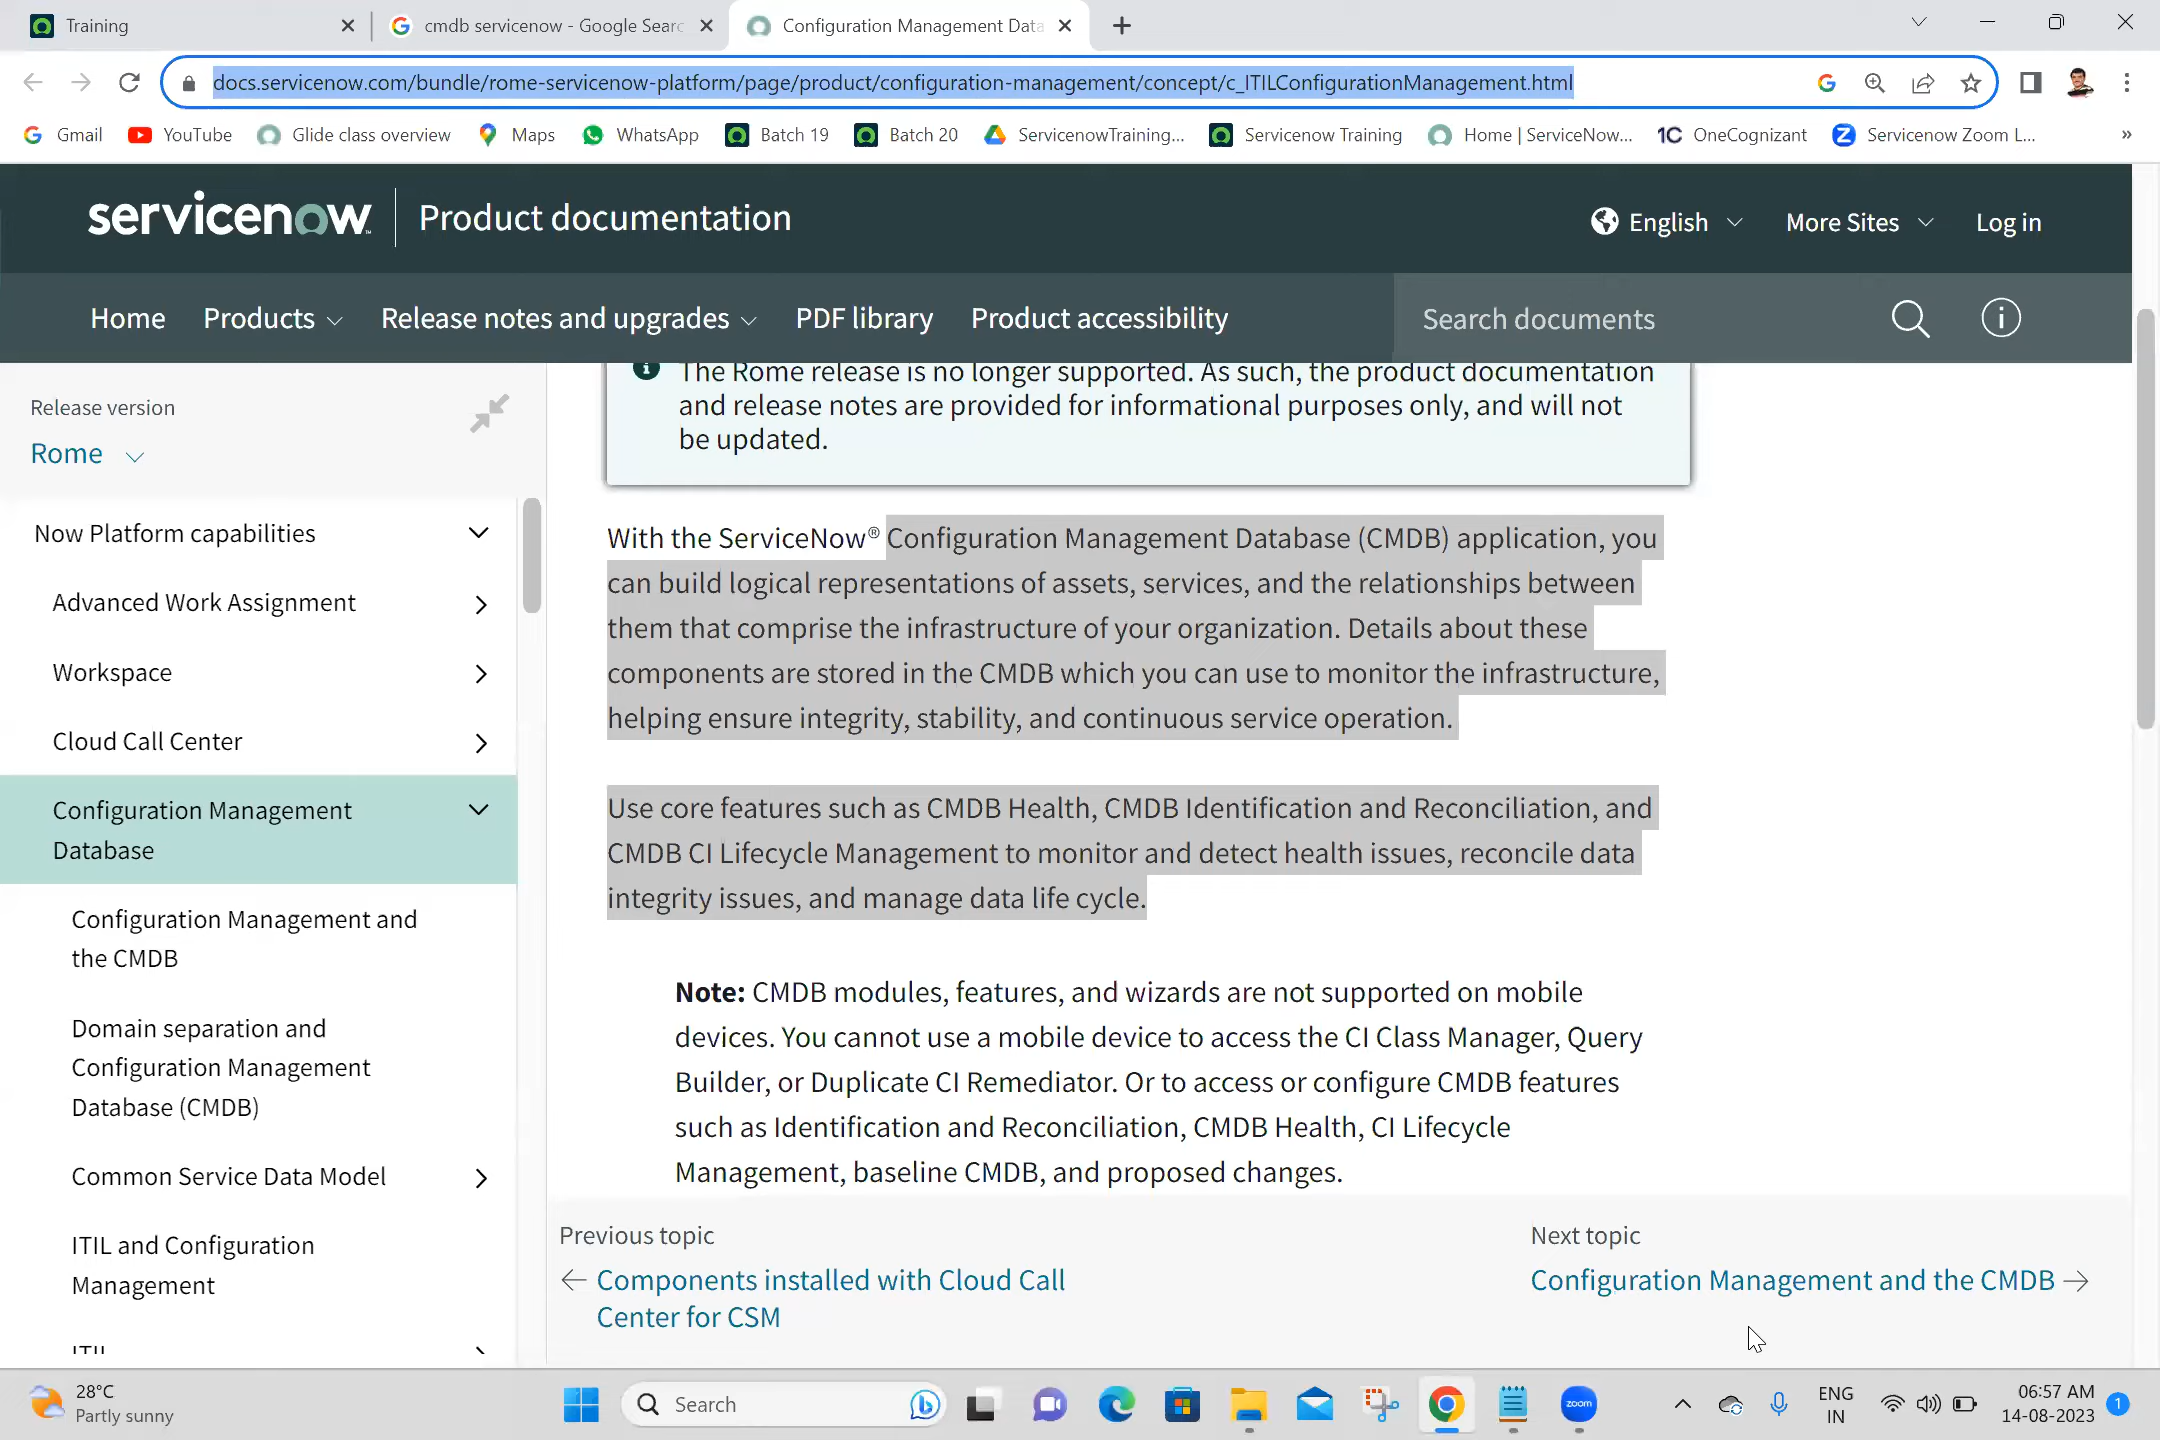 Training
cmdb servicenow - Google Searc
Configuration Management Data
docs.servicenow.com/bundle/rome-servicenow-platform/page/product/configuration-management/concept/c_ITILConfigurationManagement.html
Gmail
YouTube
Glide class overview
Maps
WhatsApp
Batch 19
Batch 20
ServicenowTraining...
Servicenow Training
Home | ServiceNow...
1C OneCognizant
Servicenow Zoom L...
»
servicenow
Product documentation
English
More Sites
Log in
Home
Products
Release notes and upgrades
PDF library
Product accessibility
Search documents
Release version
Rome
Now Platform capabilities
Advanced Work Assignment
Workspace
Cloud Call Center
Configuration Management
Database
Configuration Management and
the CMDB
Domain separation and
Configuration Management
Database (CMDB)
Common Service Data Model
ITIL and Configuration
Management
ITIL
The Rome release is no longer supported. As such, the product documentation
and release notes are provided for informational purposes only, and will not
be updated.
With the ServiceNow® Configuration Management Database (CMDB) application, you
can build logical representations of assets, services, and the relationships between
them that comprise the infrastructure of your organization. Details about these
components are stored in the CMDB which you can use to monitor the infrastructure,
helping ensure integrity, stability, and continuous service operation.
Use core features such as CMDB Health, CMDB Identification and Reconciliation, and
CMDB CI Lifecycle Management to monitor and detect health issues, reconcile data
integrity issues, and manage data life cycle.
Note: CMDB modules, features, and wizards are not supported on mobile
devices. You cannot use a mobile device to access the CI Class Manager, Query
Builder, or Duplicate CI Remediator. Or to access or configure CMDB features
such as Identification and Reconciliation, CMDB Health, CI Lifecycle
Management, baseline CMDB, and proposed changes.
Previous topic
Components installed with Cloud Call
Center for CSM
Next topic
Configuration Management and the CMDB
28°C
Partly sunny
Search
zoom
ENG
IN
06:57 AM
14-08-2023
1